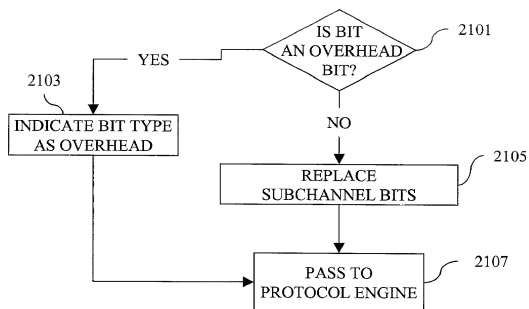 IS BIT
AN OVERHEAD
BIT?
2101
YES
2103
INDICATE BIT TYPE
AS OVERHEAD
NO
2105
REPLACE
SUBCHANNEL BITS
2107
PASS TO
PROTOCOL ENGINE